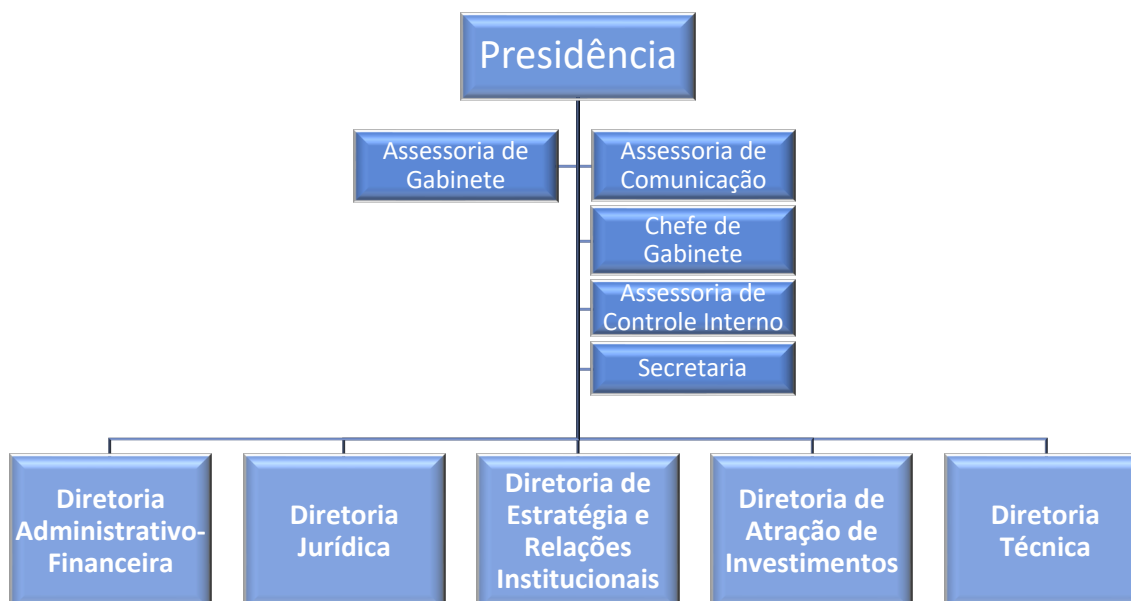 Presidência
Assessoria de
Gabinete
Assessoria de
Comunicação
Chefe de
Gabinete
Assessoria de
Controle Interno
Secretaria
Diretoria
Administrativo-
Financeira
Diretoria
Jurídica
Diretoria de
Estratégia e
Relações
Institucionais
Diretoria de
Atração de
Investimentos
Diretoria
Técnica